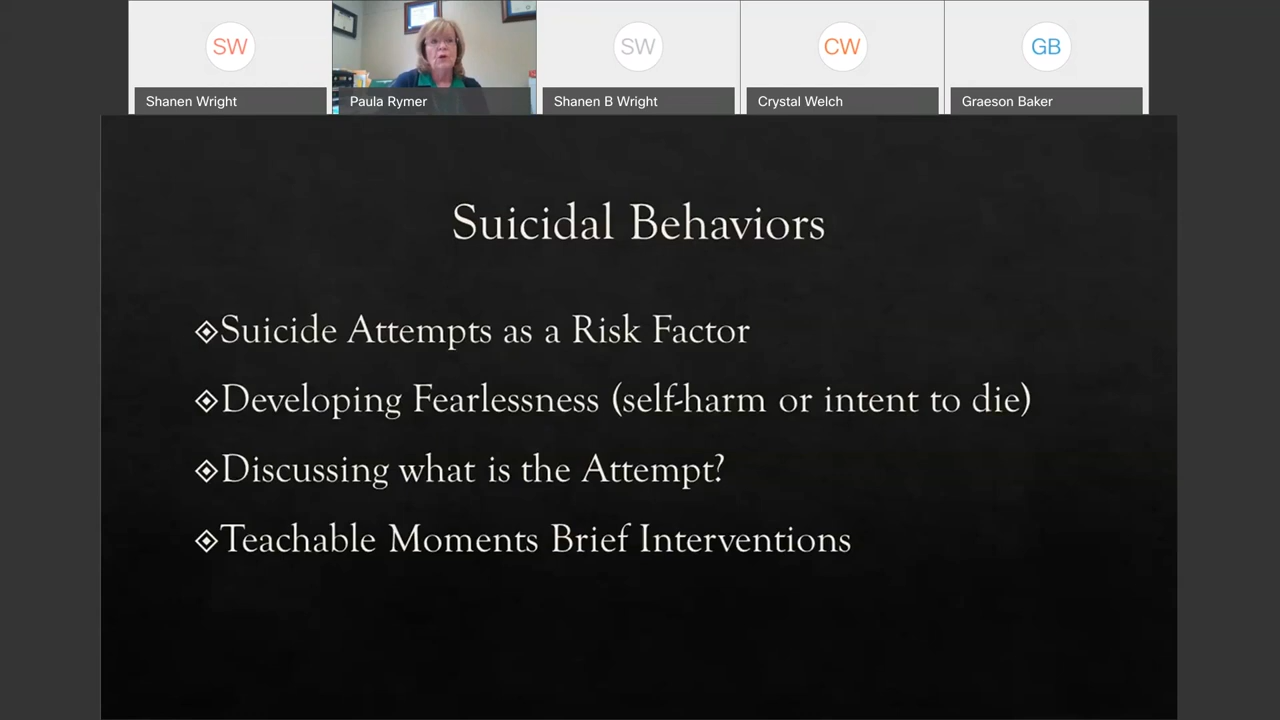 SW
SW
CW
GB
Shanen Wright
Paula Rymer
Shanen B Wright
Crystal Welch
Graeson Baker
Suicidal Behaviors
Suicide Attempts as a Risk Factor
Developing Fearlessness (self-harm or intent to die)
Discussing what is the Attempt?
Teachable Moments Brief Interventions